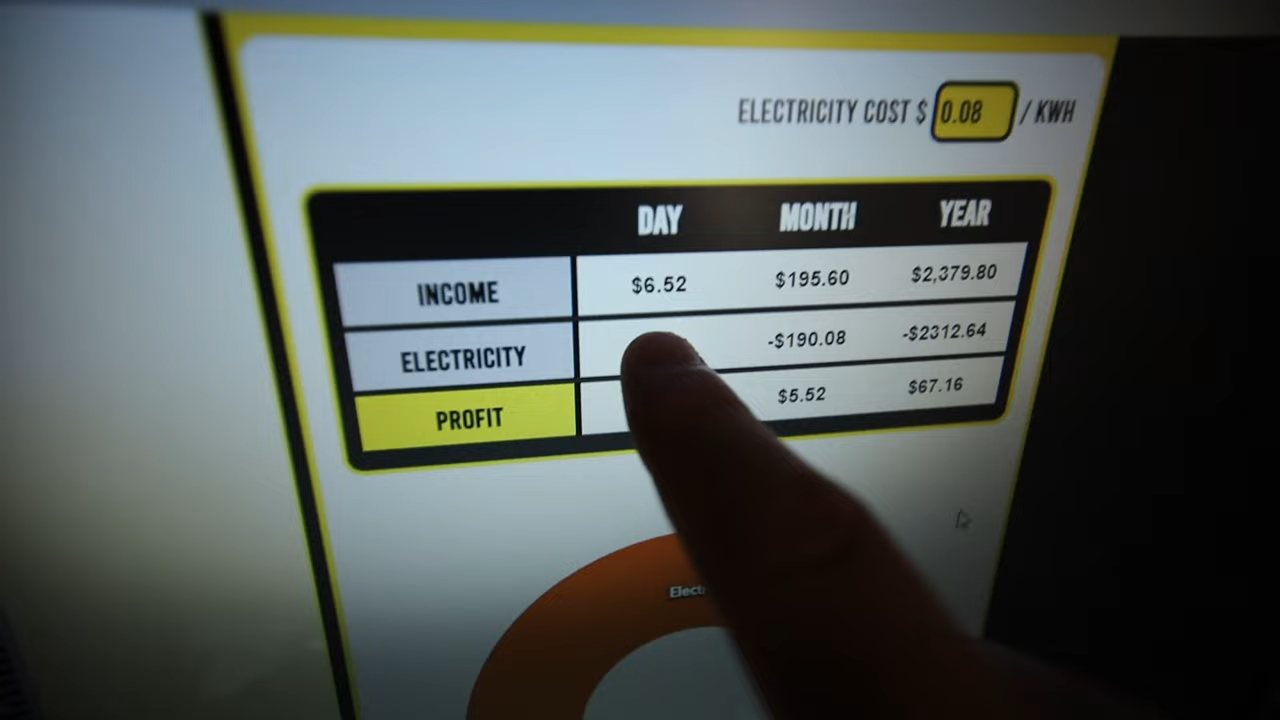 ELECTRICITY COST $ 0.08 / KWH
DAY MONTH YEAR
INCOME $6.52 $195.60 $2,379.80
ELECTRICITY -$190.08 -$2312.64
PROFIT $5.52 $67.16
Elect